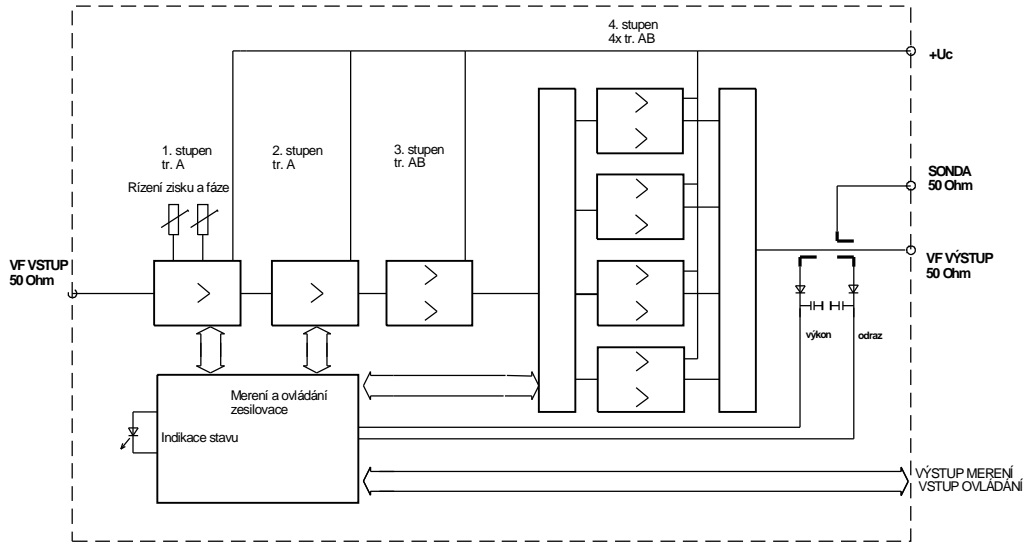 4. stupen
4x tr. AB
+Uc
1. stupen
tr. A
2. stupen
tr. A
3. stupen
tr. AB
Rízení zisku a fáze
SONDA
50 Ohm
VF VSTUP
50 Ohm
VF VÝSTUP
50 Ohm
výkon
odraz
Merení a ovládání
zesilovace
Indikace stavu
VÝSTUP MERENÍ
VSTUP OVLÁDÁNÍ